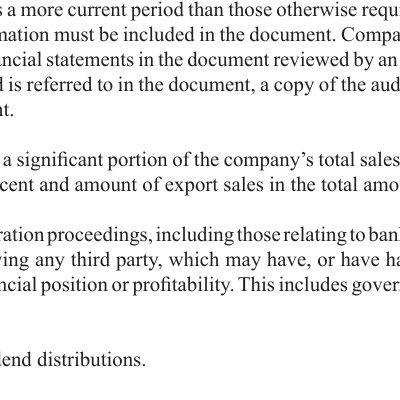 a more current period than those otherwise requ
mation must be included in the document. Compa
ancial statements in the document reviewed by an
is referred to in the document, a copy of the aud
nt.
a significant portion of the company's total sales
cent and amount of export sales in the total amo
ration proceedings, including those relating to ban
ving any third party, which may have, or have ha
ncial position or profitability. This includes gover
dend distributions.